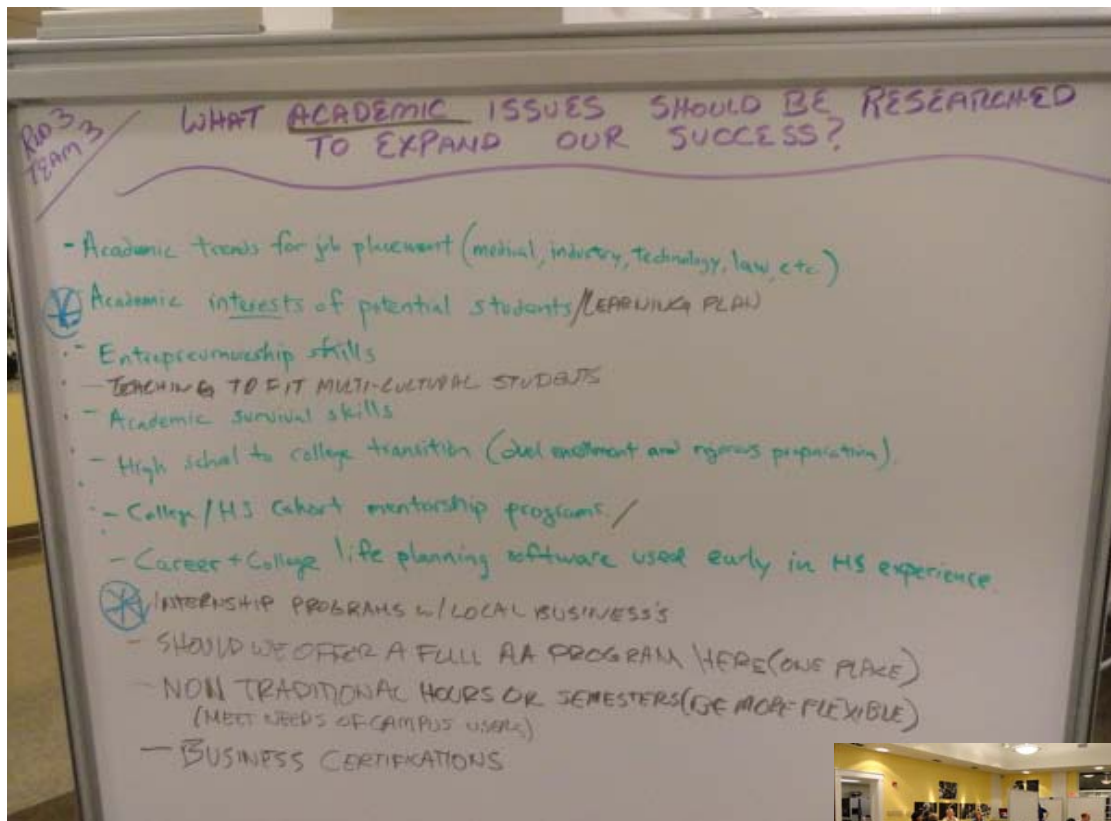 RND 3
TEAM 3
WHAT ACADEMIC ISSUES SHOULD BE RESEARCHED
TO EXPAND OUR SUCCESS?
- Academic trends for job placement (medical, industry, technology, law, etc.)
Academic interests of potential students/LEARNING PLAN
- Entrepreunueship skills
- TEACHING TO FIT MULTI-CULTURAL STUDENTS
- Academic survival skills
- High school to college transition (duel enrollment and rigorous preparation).
- College/HS Cohort mentorship programs./
- Career + College life planning software used early in HS experience.
INTERNSHIP PROGRAMS W/LOCAL BUSINESS'S
- SHOULD WE OFFER A FULL AA PROGRAM HERE (ONE PLACE)
- NON TRADITIONAL HOURS OR SEMESTERS (BE MORE FLEXIBLE)
(MEET NEEDS OF CAMPUS USERS)
- BUSINESS CERTIFICATIONS